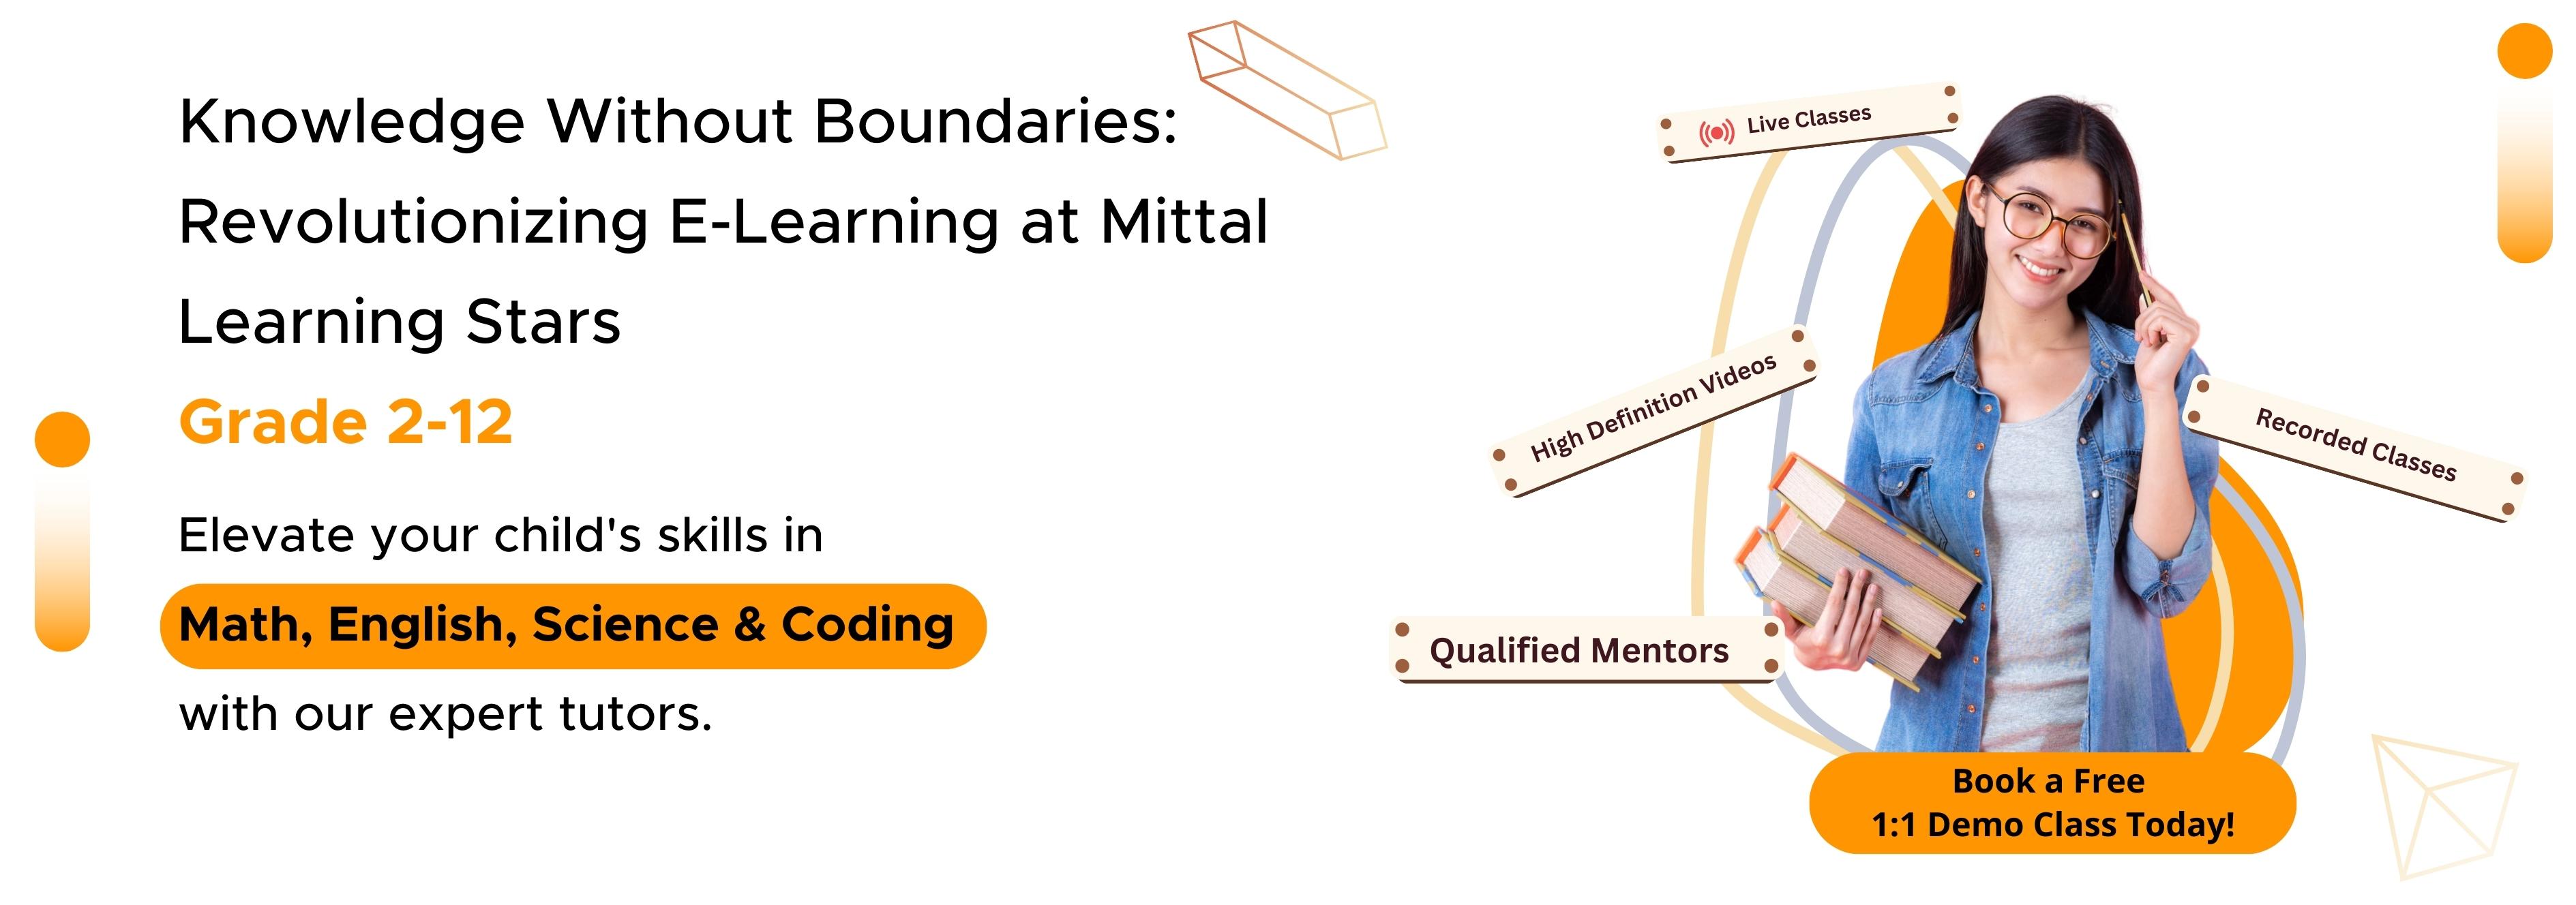 Knowledge Without Boundaries:
Revolutionizing E-Learning at Mittal
Learning Stars
Grade 2-12
Elevate your child's skills in
Math, English, Science & Coding
with our expert tutors.
Live Classes
High Definition Videos
Recorded Classes
Qualified Mentors
Book a Free
1:1 Demo Class Today!